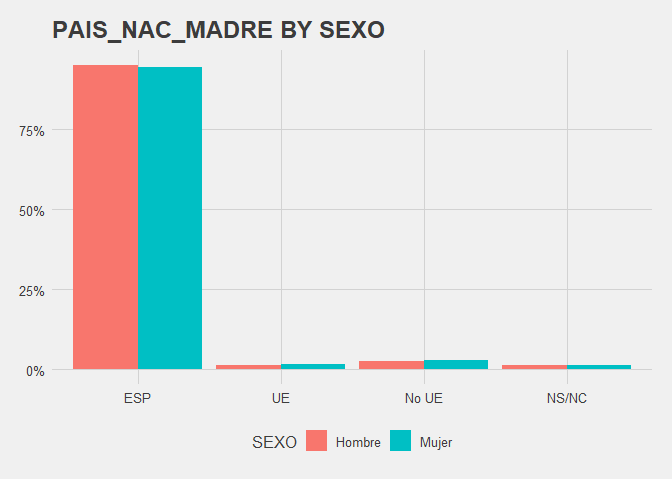 PAIS_NAC_MADRE BY SEXO
75%
50%
25%
0%
ESP UE No UE NS/NC
SEXO Hombre Mujer